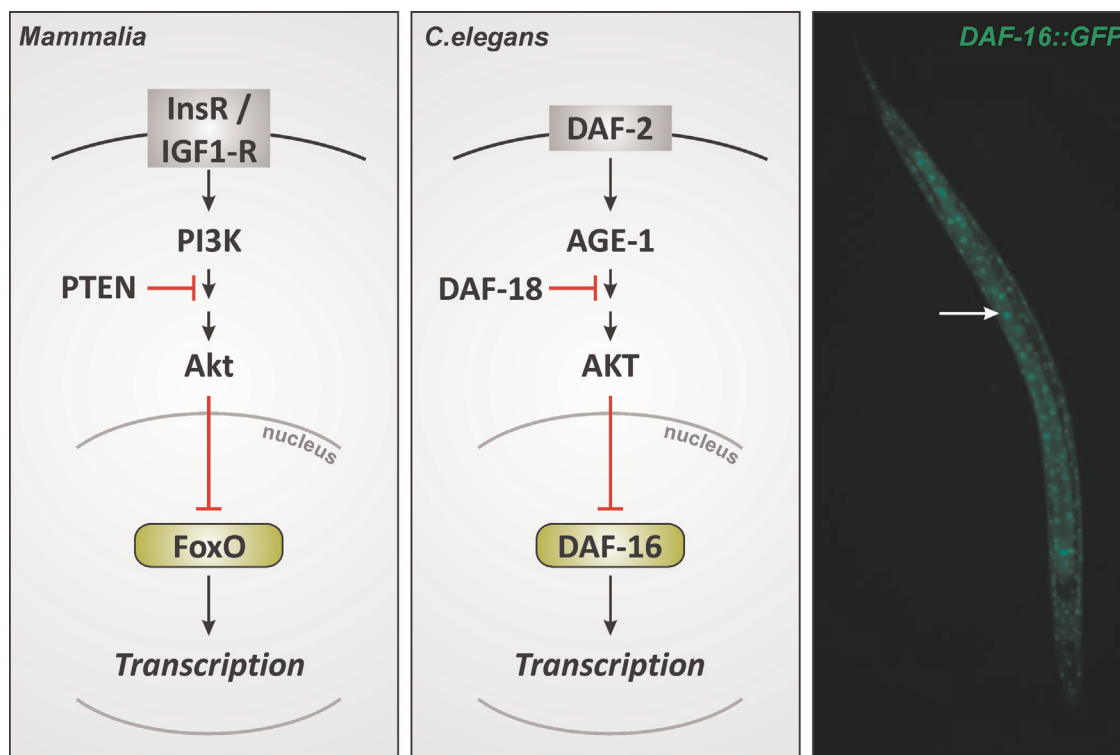 Mammalia
InsR /
IGF1-R
PI3K
PTEN
Akt
nucleus
FoxO
Transcription
C.elegans
DAF-2
AGE-1
DAF-18
AKT
nucleus
DAF-16
Transcription
DAF-16::GFP